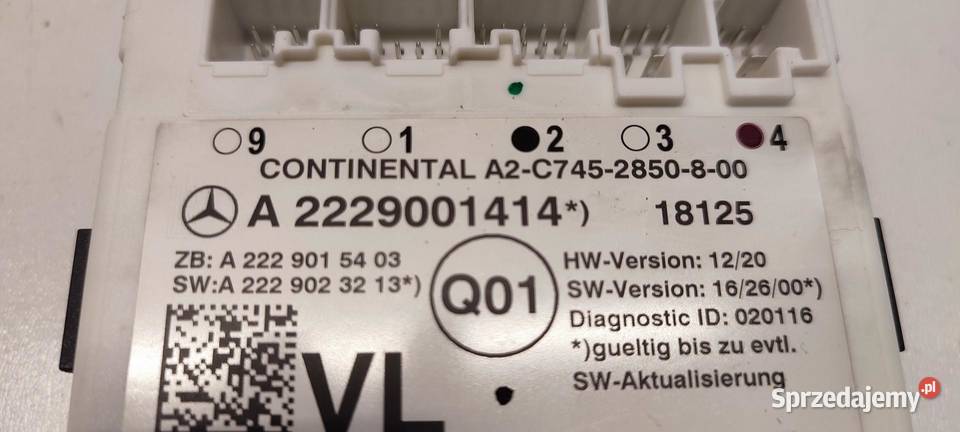 9 1 2 3 4
CONTINENTAL A2-C745-2850-8-00
A 2229001414*) 18125
ZB: A 222 901 54 03
SW:A 222 902 32 13*)
Q01
HW-Version: 12/20
SW-Version: 16/26/00*)
Diagnostic ID: 020116
*)gueltig bis zu evtl.
SW-Aktualisierung
VL
Sprzedajemy.pl